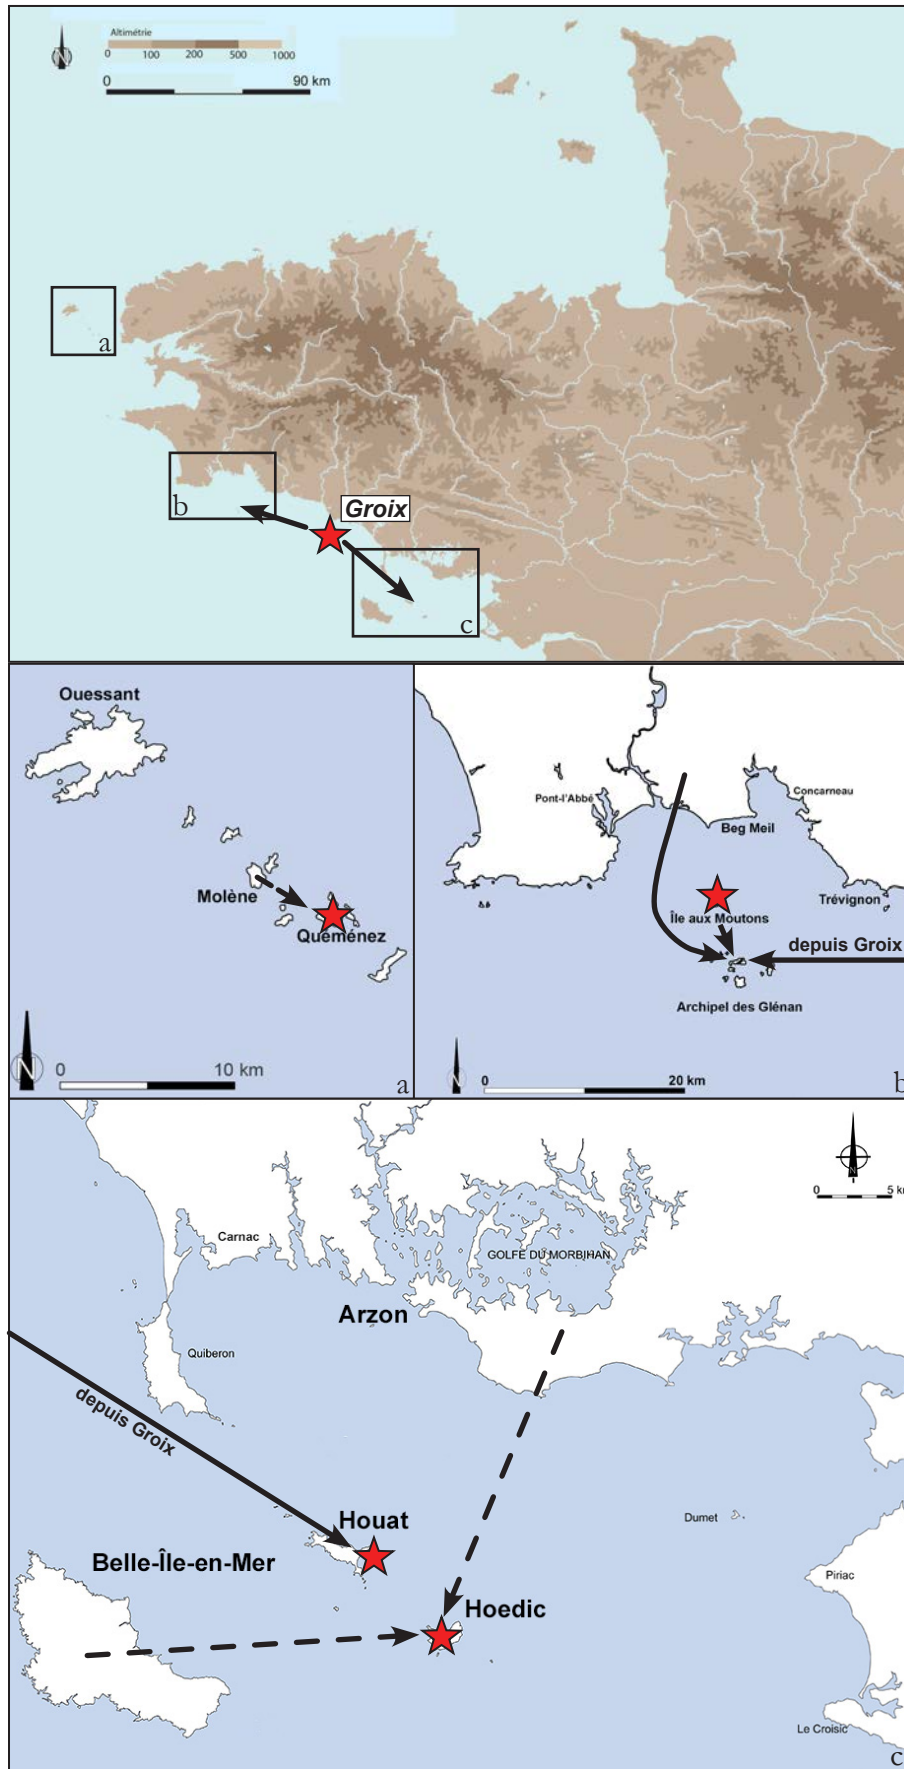 Altimétrie
0 100 200 500 1000
N
0 90 km
a
b
Groix
c
Ouessant
Molène
Quéménez
N
0 10 km
a
Pont-l'Abbé
Concarneau
Beg Meil
Trévignon
Île aux Moutons
depuis Groix
Archipel des Glénan
N
0 20 km
b
N
0 5 km
Carnac
GOLFE DU MORBIHAN
Arzon
Quiberon
depuis Groix
Houat
Dumet
Belle-Île-en-Mer
Piriac
Hoedic
Le Croisic
c